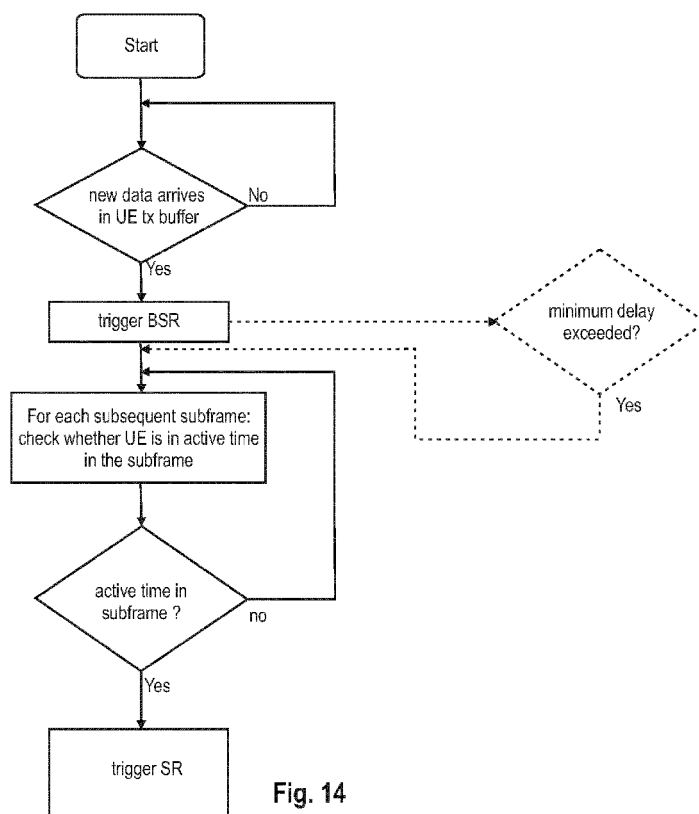 Start
new data arrives
in UE tx buffer
No
Yes
trigger BSR
minimum delay
exceeded?
Yes
For each subsequent subframe:
check whether UE is in active time
in the subframe
active time in
subframe ?
no
Yes
trigger SR
Fig. 14